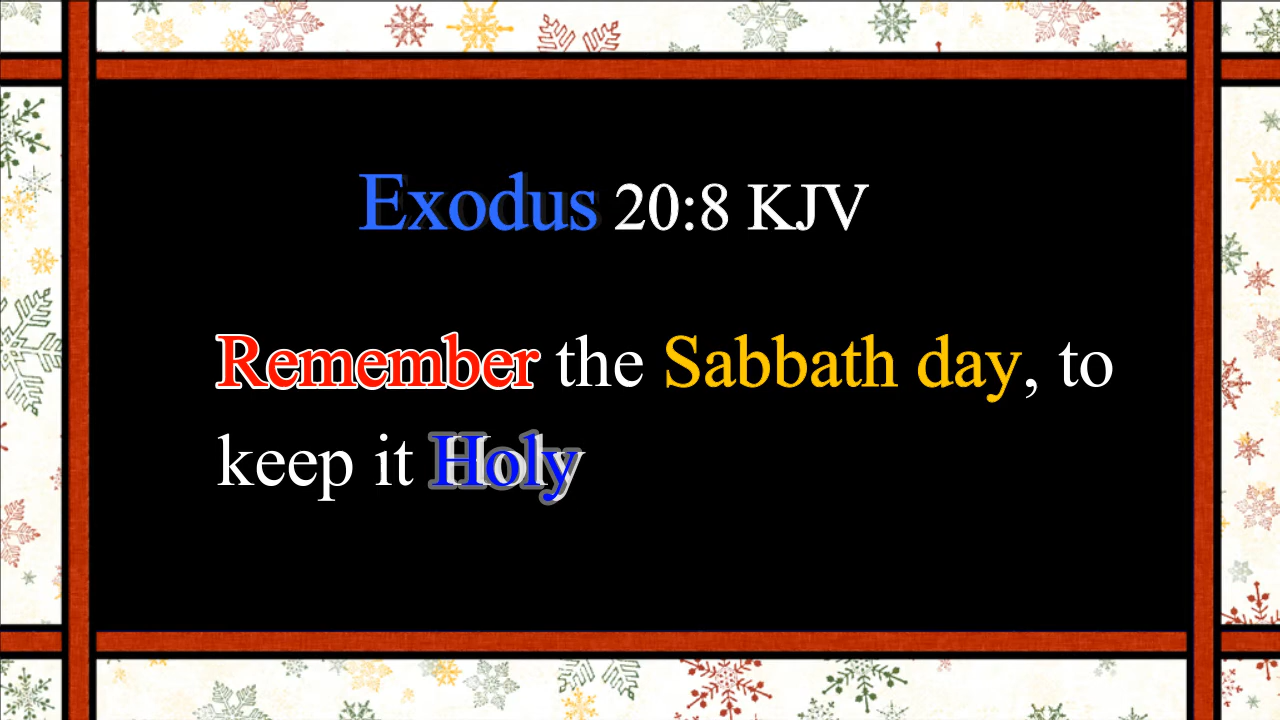 Exodus 20:8 KJV
Remember the Sabbath day, to
keep it Holy